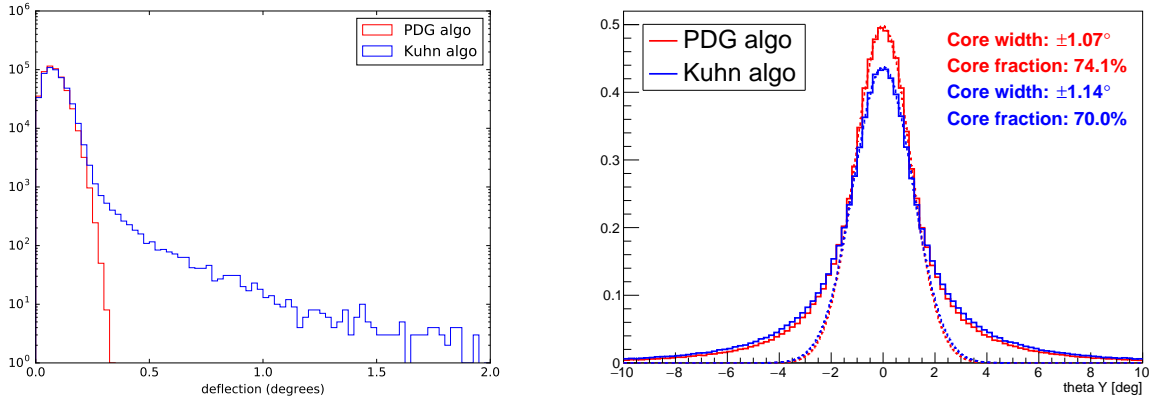 10^6
10^5
10^4
10^3
10^2
10^1
10^0
0.0 0.5 1.0 1.5 2.0
deflection (degrees)
PDG algo
Kuhn algo
0.5
0.4
0.3
0.2
0.1
0
−10 −8 −6 −4 −2 0 2 4 6 8 10
theta Y [deg]
PDG algo
Kuhn algo
Core width: ±1.07°
Core fraction: 74.1%
Core width: ±1.14°
Core fraction: 70.0%